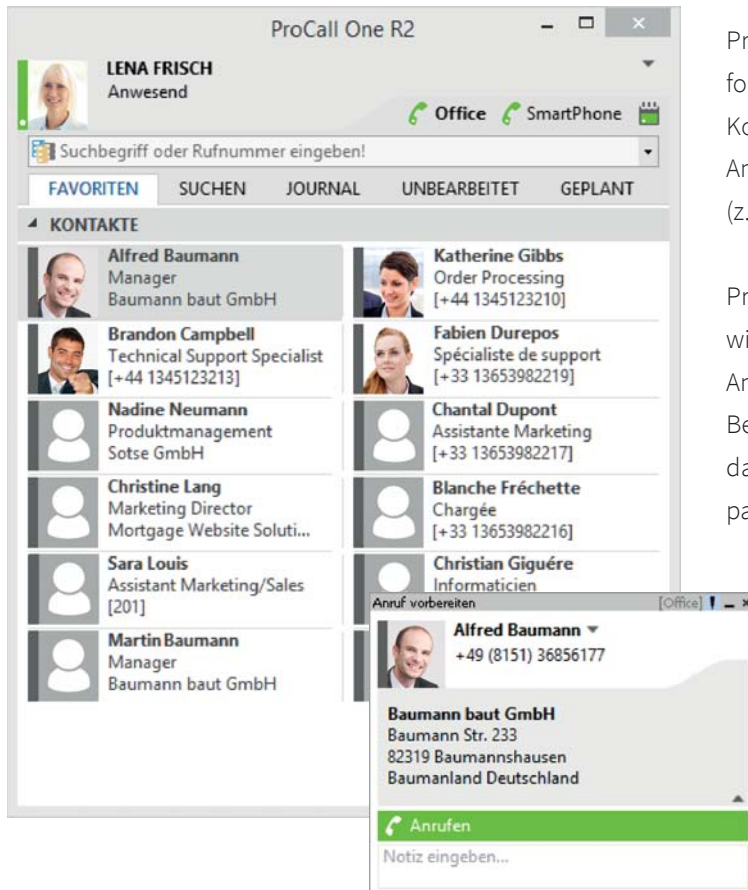 ProCall One R2
LENA FRISCH
Anwesend
Office SmartPhone
Suchbegriff oder Rufnummer eingeben!
FAVORITEN SUCHEN JOURNAL UNBEARBEITET GEPLANT
KONTAKTE
Alfred Baumann
Manager
Baumann baut GmbH
Katherine Gibbs
Order Processing
[+44 1345123210]
Brandon Campbell
Technical Support Specialist
[+44 1345123213]
Fabien Durepos
Spécialiste de support
[+33 13653982219]
Nadine Neumann
Produktmanagement
Sotse GmbH
Chantal Dupont
Assistante Marketing
[+33 13653982217]
Christine Lang
Marketing Director
Mortgage Website Soluti...
Blanche Fréchette
Chargée
[+33 13653982216]
Sara Louis
Assistant Marketing/Sales
[201]
Christian Giguére
Informaticien
Martin Baumann
Manager
Baumann baut GmbH
Anruf vorbereiten [Office]
Alfred Baumann
+49 (8151) 36856177
Baumann baut GmbH
Baumann Str. 233
82319 Baumannshausen
Baumanland Deutschland
Anrufen
Notiz eingeben...